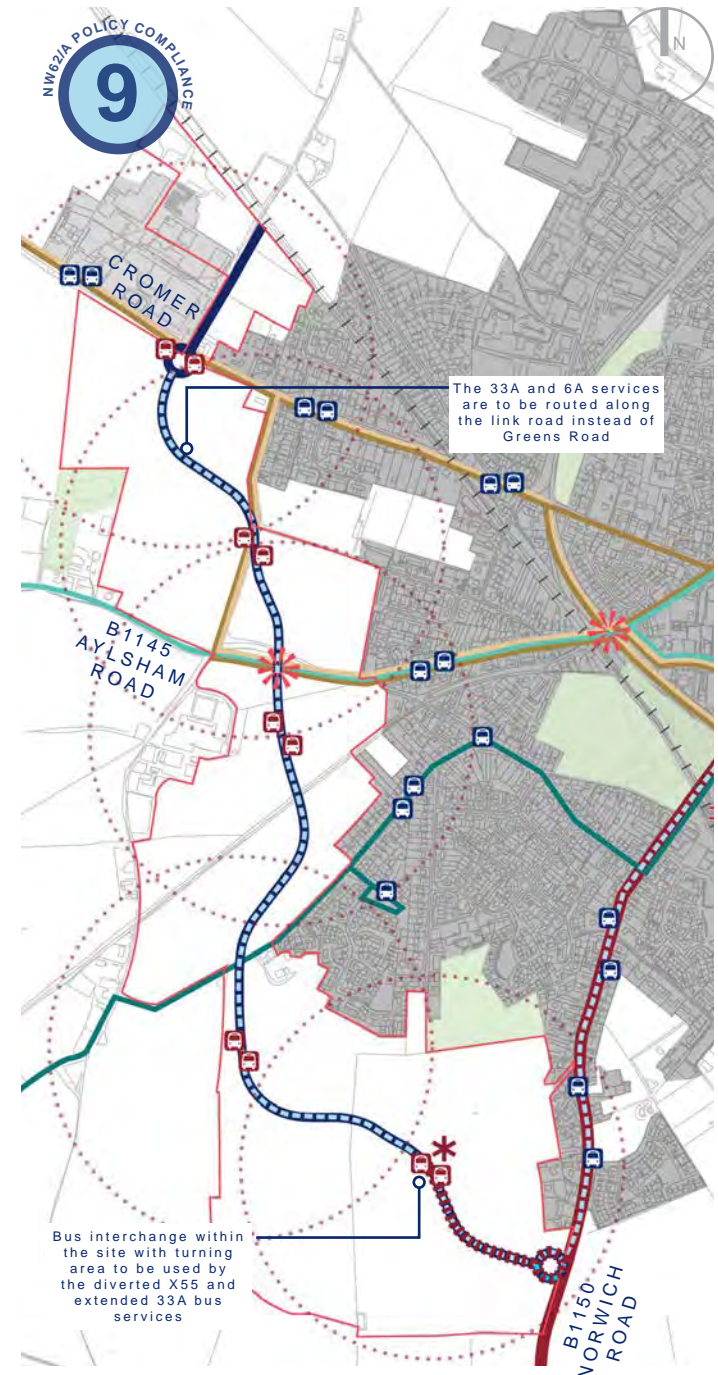 NW62/A POLICY COMPLIANCE
9
N
CROMER
ROAD
The 33A and 6A services
are to be routed along
the link road instead of
Greens Road
B1145
AYLSHAM
ROAD
Bus interchange within
the site with turning
area to be used by
the diverted X55 and
extended 33A bus
services
B1150
NORWICH
ROAD